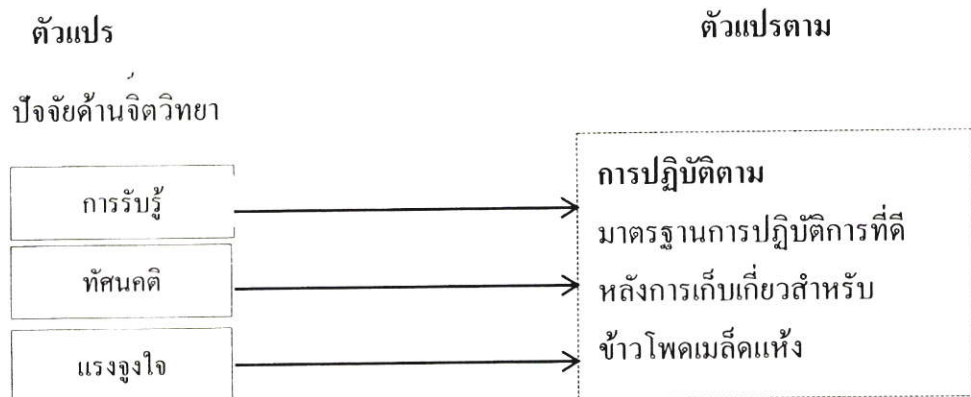 ตัวแปร
ตัวแปรตาม
ปัจจัยด้านจิตวิทยา
การรับรู้
ทัศนคติ
แรงจูงใจ
การปฏิบัติตาม
มาตรฐานการปฏิบัติการที่ดี
หลังการเก็บเกี่ยวสำหรับ
ข้าวโพดเมล็ดแห้ง